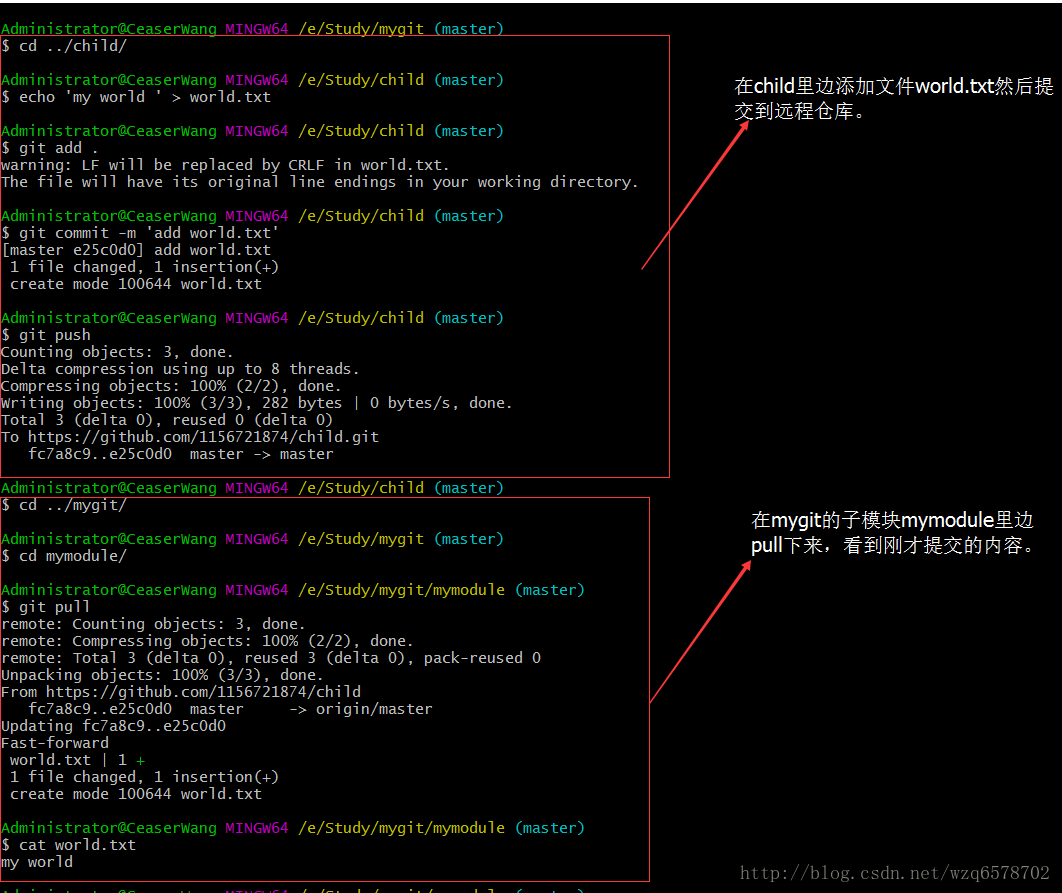 Administrator@CeaserWang MINGW64 /e/Study/mygit (master)
$ cd ../child/
Administrator@CeaserWang MINGW64 /e/Study/child (master)
$ echo 'my world ' > world.txt
Administrator@CeaserWang MINGW64 /e/Study/child (master)
$ git add .
warning: LF will be replaced by CRLF in world.txt.
The file will have its original line endings in your working directory.
Administrator@CeaserWang MINGW64 /e/Study/child (master)
$ git commit -m 'add world.txt'
[master e25c0d0] add world.txt
 1 file changed, 1 insertion(+)
 create mode 100644 world.txt
Administrator@CeaserWang MINGW64 /e/Study/child (master)
$ git push
Counting objects: 3, done.
Delta compression using up to 8 threads.
Compressing objects: 100% (2/2), done.
Writing objects: 100% (3/3), 282 bytes | 0 bytes/s, done.
Total 3 (delta 0), reused 0 (delta 0)
To https://github.com/1156721874/child.git
   fc7a8c9..e25c0d0  master -> master
在child里边添加文件world.txt然后提
交到远程仓库。
Administrator@CeaserWang MINGW64 /e/Study/child (master)
$ cd ../mygit/
Administrator@CeaserWang MINGW64 /e/Study/mygit (master)
$ cd mymodule/
Administrator@CeaserWang MINGW64 /e/Study/mygit/mymodule (master)
$ git pull
remote: Counting objects: 3, done.
remote: Compressing objects: 100% (2/2), done.
remote: Total 3 (delta 0), reused 3 (delta 0), pack-reused 0
Unpacking objects: 100% (3/3), done.
From https://github.com/1156721874/child
   fc7a8c9..e25c0d0  master     -> origin/master
Updating fc7a8c9..e25c0d0
Fast-forward
 world.txt | 1 +
 1 file changed, 1 insertion(+)
 create mode 100644 world.txt
Administrator@CeaserWang MINGW64 /e/Study/mygit/mymodule (master)
$ cat world.txt
my world
在mygit的子模块mymodule里边
pull下来，看到刚才提交的内容。
http://blog.csdn.net/wzq6578702